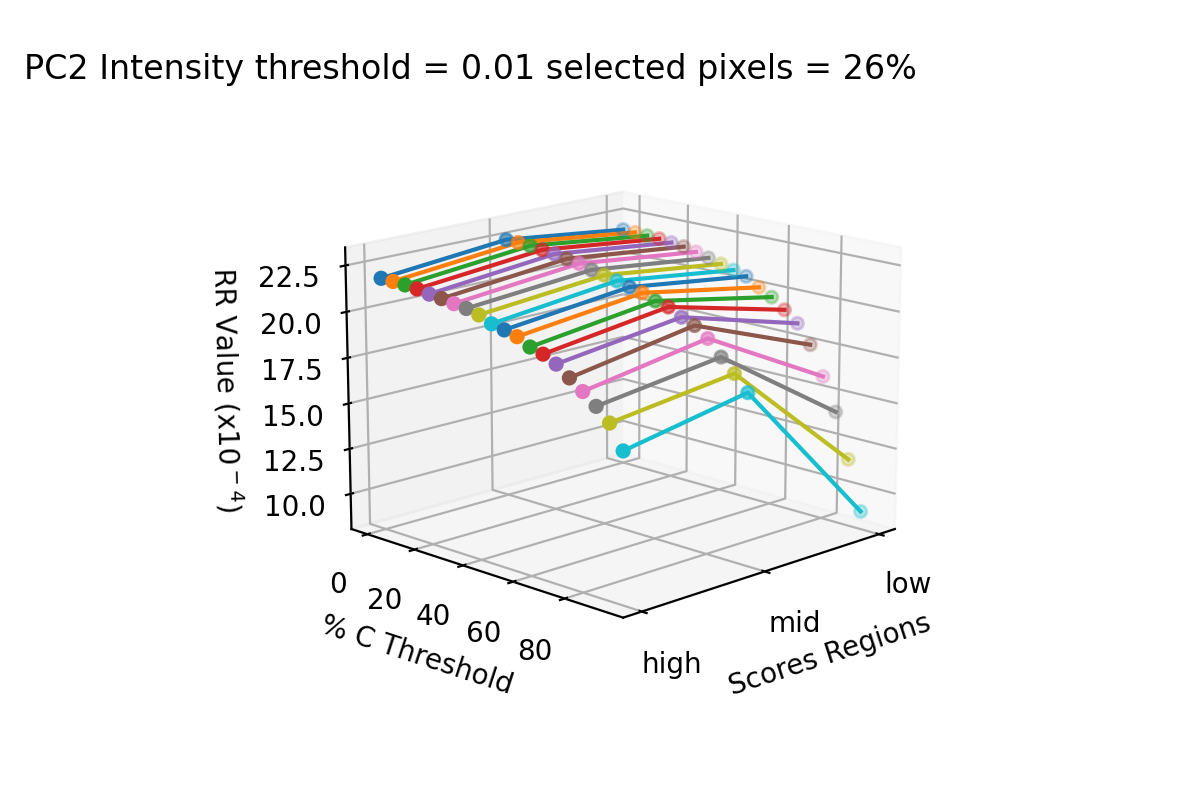 PC2 Intensity threshold = 0.01 selected pixels = 26%
RR Value (x10⁻⁴)
22.5
20.0
17.5
15.0
12.5
10.0
0
20
40
60
80
% C Threshold
high
mid
low
Scores Regions